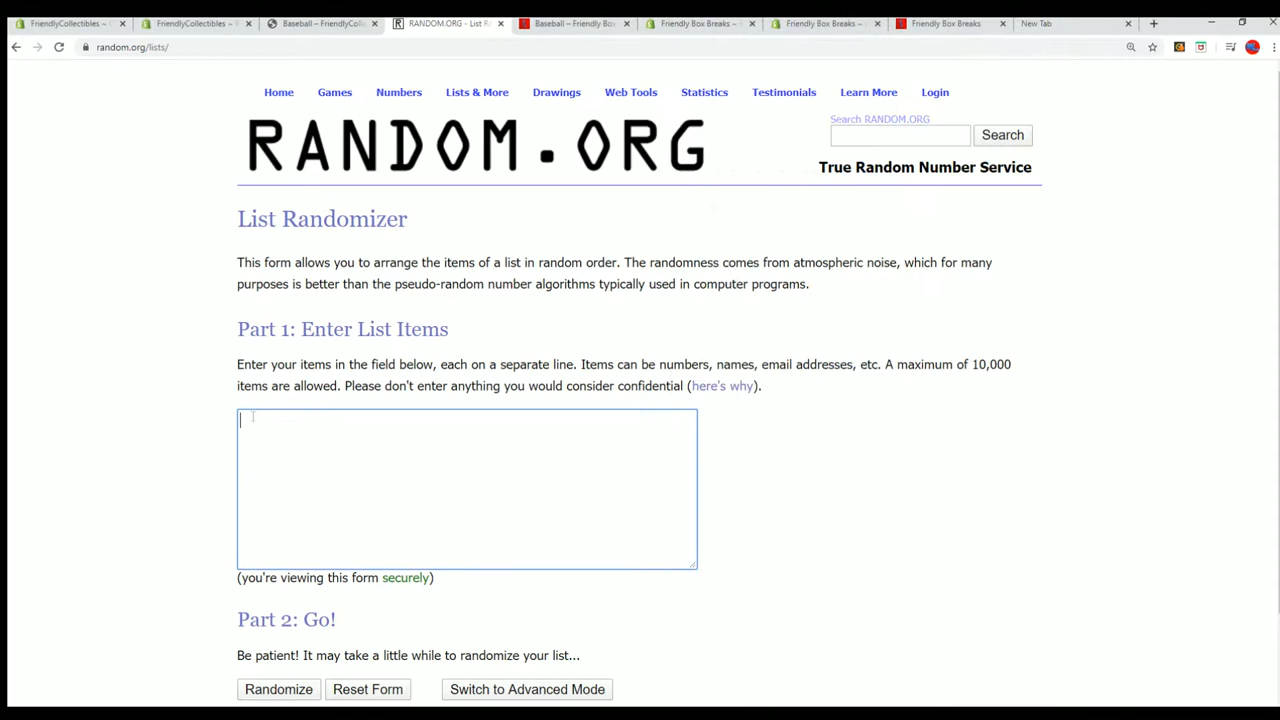 FriendlyCollectibles – 
FriendlyCollectibles – 
Baseball – FriendlyColl
RANDOM.ORG - List R
Baseball – Friendly Box
Friendly Box Breaks –
Friendly Box Breaks –
Friendly Box Breaks
New Tab
random.org/lists/
Home Games Numbers Lists & More Drawings Web Tools Statistics Testimonials Learn More Login
RANDOM.ORG
Search RANDOM.ORG
Search
True Random Number Service
List Randomizer
This form allows you to arrange the items of a list in random order. The randomness comes from atmospheric noise, which for many
purposes is better than the pseudo-random number algorithms typically used in computer programs.
Part 1: Enter List Items
Enter your items in the field below, each on a separate line. Items can be numbers, names, email addresses, etc. A maximum of 10,000
items are allowed. Please don't enter anything you would consider confidential (here's why).
(you're viewing this form securely)
Part 2: Go!
Be patient! It may take a little while to randomize your list...
Randomize Reset Form Switch to Advanced Mode